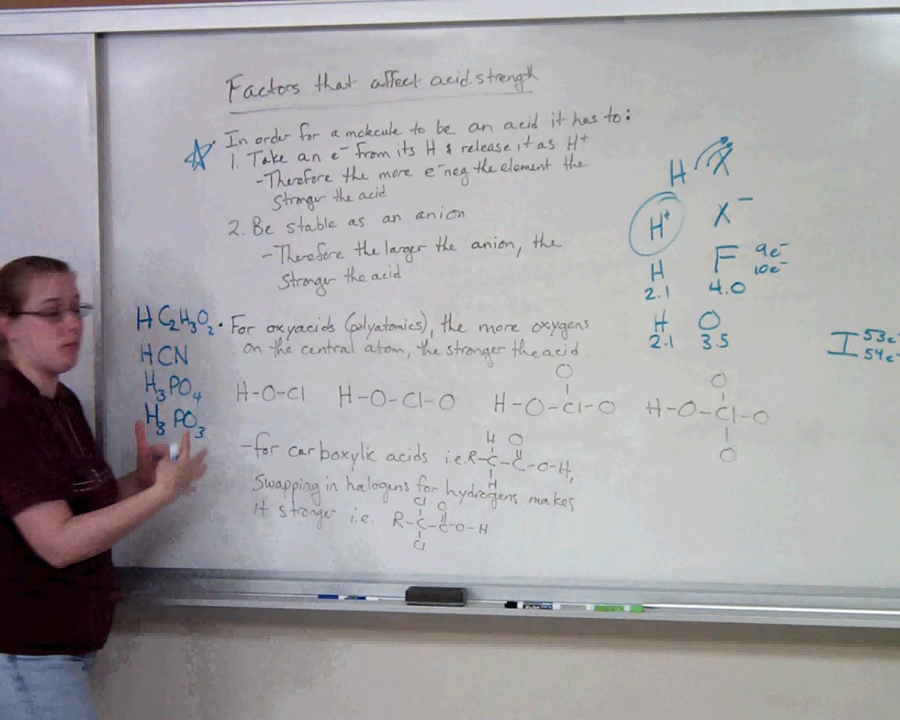 Factors that affect acid strength
• In order for a molecule to be an acid it has to:
1. Take an e⁻ from its H & release it as H⁺
- Therefore the more e⁻neg the element the
stronger the acid
2. Be stable as an anion
- Therefore the larger the anion, the
stronger the acid
• For oxyacids (polyatomics), the more oxygens
on the central atom, the stronger the acid
H-O-Cl
H-O-Cl-O
O
H-O-Cl-O
O
H-O-Cl-O
O
- for carboxylic acids i.e.
H O
R-C-C-O-H,
H
Swapping in halogens for hydrogens makes
it stronger i.e.
Cl O
R-C-C-O-H
Cl
HC₂H₃O₂
HCN
H₃PO₄
H₃PO₃
H X
H⁺ X⁻
H F 9e⁻
10e⁻
2.1 4.0
H O
2.1 3.5
I 53e⁻
54e⁻